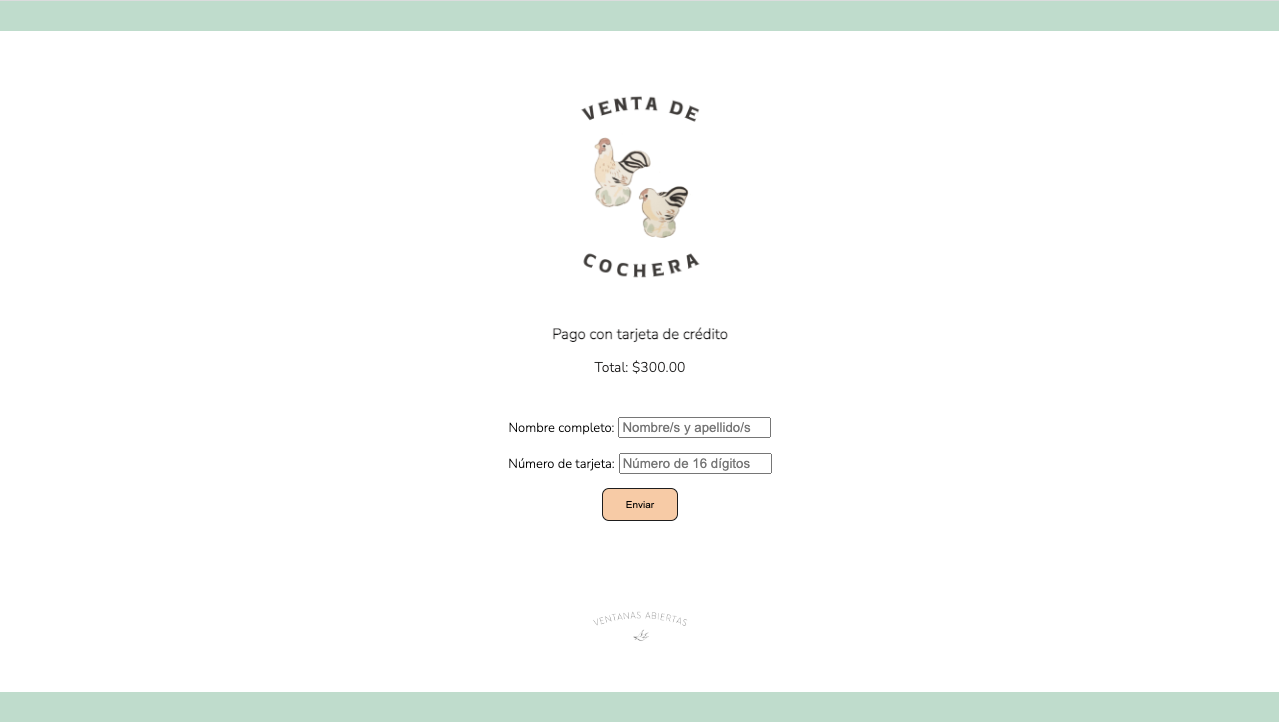 VENTA DE
COCHERA
Pago con tarjeta de crédito
Total: $300.00
Nombre completo: Nombre/s y apellido/s
Número de tarjeta: Número de 16 dígitos
Enviar
VENTANAS ABIERTAS